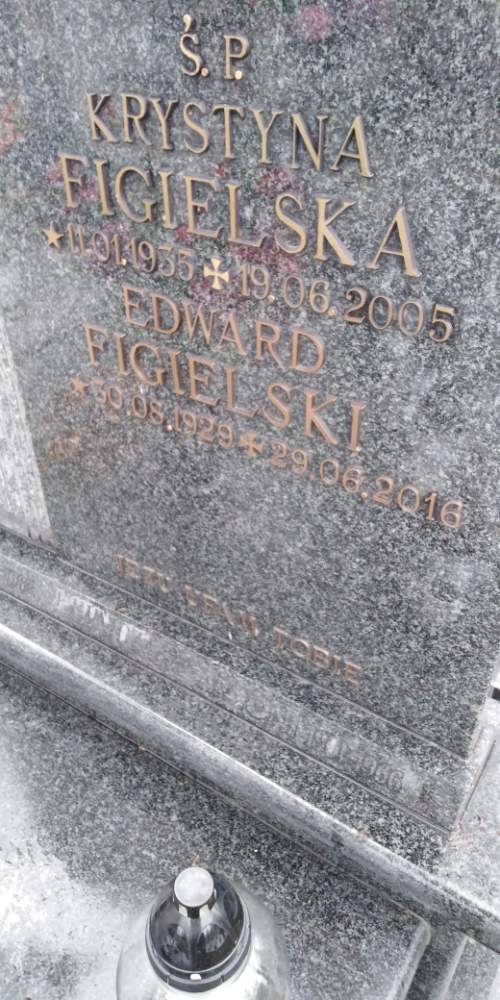 Ś. P.
KRYSTYNA
FIGIELSKA
★11.01.1935 ✠ 19.06.2005
EDWARD
FIGIELSKI
★30.08.1929 ✠ 29.06.2016
JEZU UFAM TOBIE